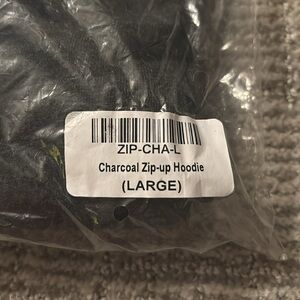 ZIP-CHA-L
Charcoal Zip-up Hoodie
(LARGE)